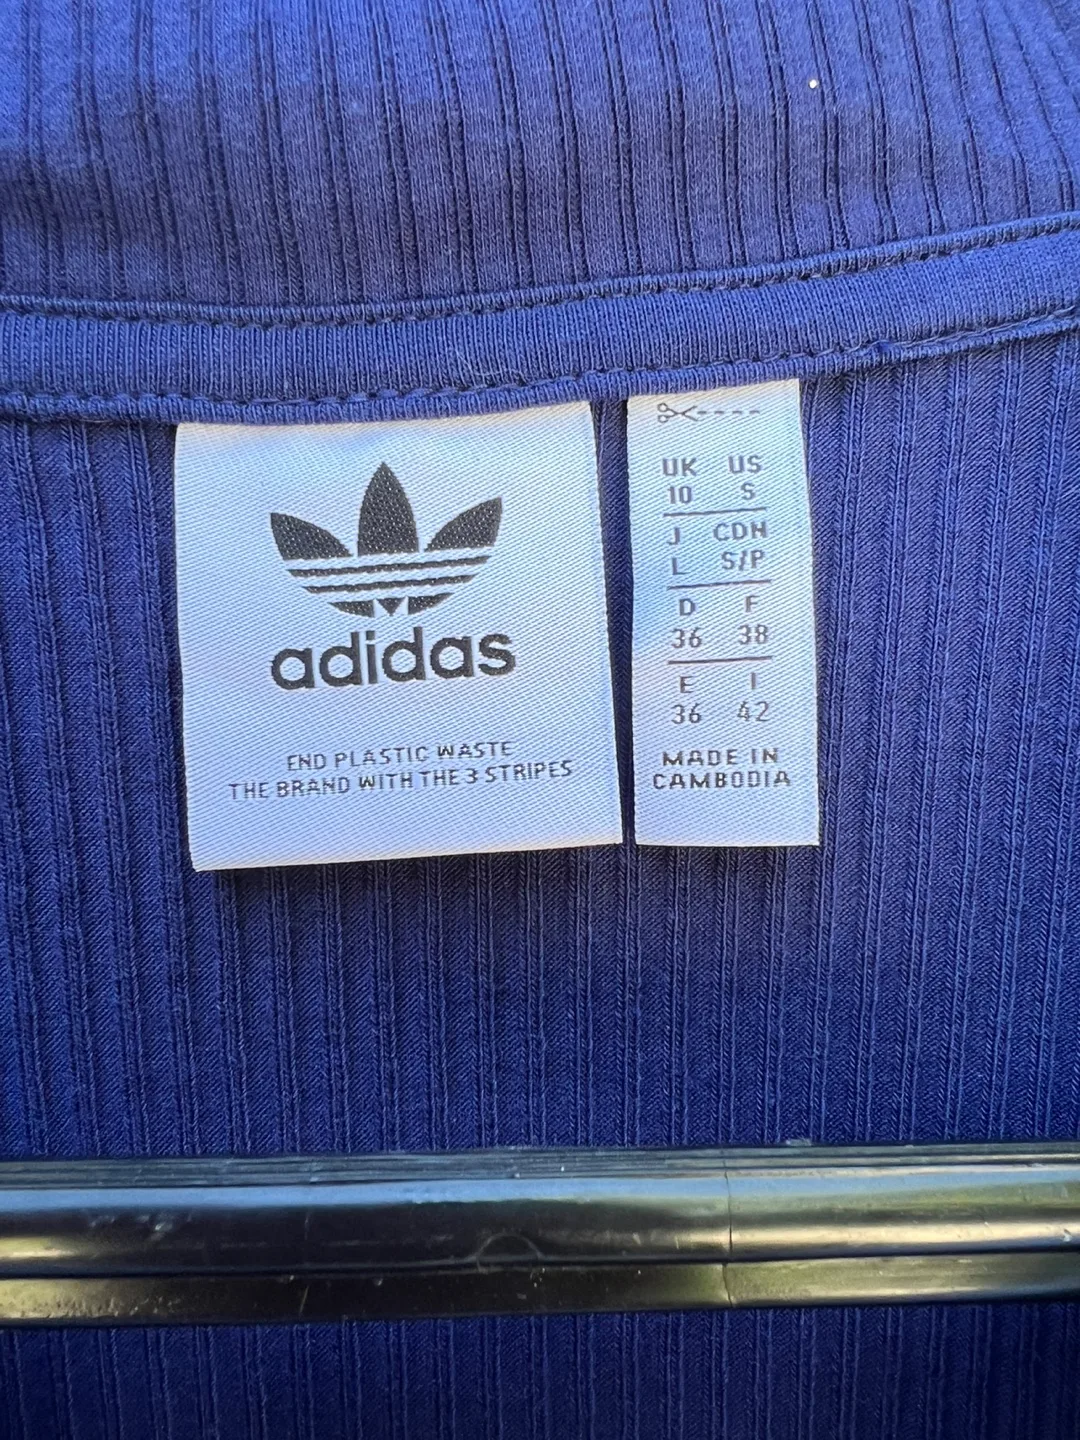 adidas
END PLASTIC WASTE
THE BRAND WITH THE 3 STRIPES
UK US
10 S
J CDN
L S/P
D F
36 38
E I
36 42
MADE IN
CAMBODIA